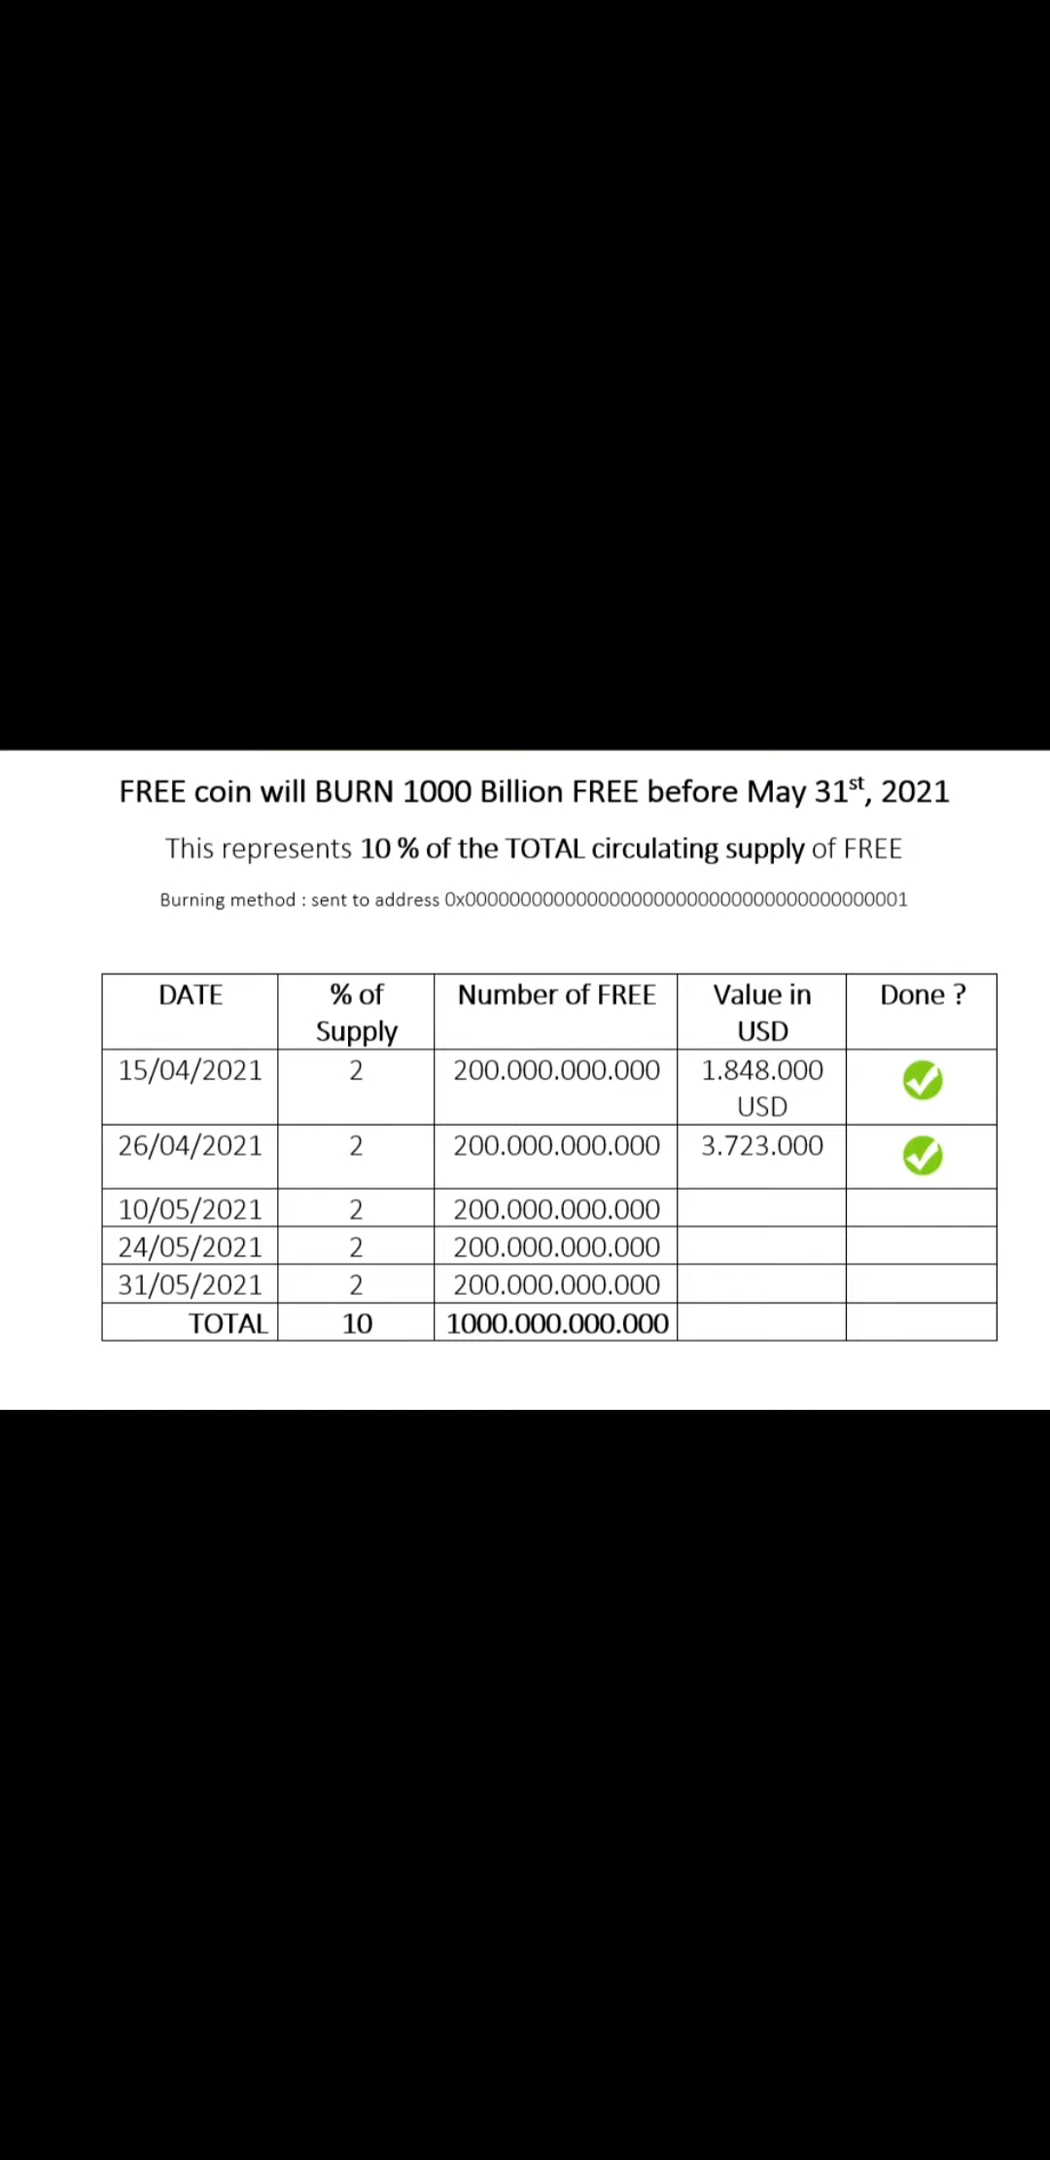 FREE coin will BURN 1000 Billion FREE before May 31st, 2021
This represents 10 % of the TOTAL circulating supply of FREE
Burning method : sent to address 0x0000000000000000000000000000000000000001
DATE % of Supply Number of FREE Value in USD Done ?
15/04/2021 2 200.000.000.000 1.848.000 USD
26/04/2021 2 200.000.000.000 3.723.000
10/05/2021 2 200.000.000.000
24/05/2021 2 200.000.000.000
31/05/2021 2 200.000.000.000
TOTAL 10 1000.000.000.000